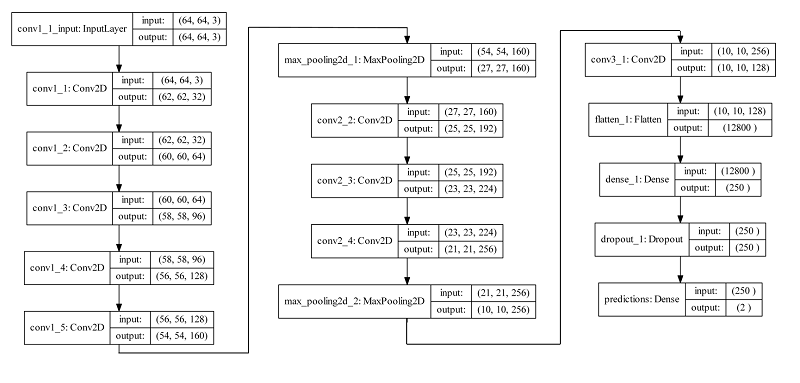 conv1_1_input: InputLayer
input: (64, 64, 3)
output: (64, 64, 3)
conv1_1: Conv2D
input: (64, 64, 3)
output: (62, 62, 32)
conv1_2: Conv2D
input: (62, 62, 32)
output: (60, 60, 64)
conv1_3: Conv2D
input: (60, 60, 64)
output: (58, 58, 96)
conv1_4: Conv2D
input: (58, 58, 96)
output: (56, 56, 128)
conv1_5: Conv2D
input: (56, 56, 128)
output: (54, 54, 160)
max_pooling2d_1: MaxPooling2D
input: (54, 54, 160)
output: (27, 27, 160)
conv2_2: Conv2D
input: (27, 27, 160)
output: (25, 25, 192)
conv2_3: Conv2D
input: (25, 25, 192)
output: (23, 23, 224)
conv2_4: Conv2D
input: (23, 23, 224)
output: (21, 21, 256)
max_pooling2d_2: MaxPooling2D
input: (21, 21, 256)
output: (10, 10, 256)
conv3_1: Conv2D
input: (10, 10, 256)
output: (10, 10, 128)
flatten_1: Flatten
input: (10, 10, 128)
output: (12800 )
dense_1: Dense
input: (12800 )
output: (250 )
dropout_1: Dropout
input: (250 )
output: (250 )
predictions: Dense
input: (250 )
output: (2 )